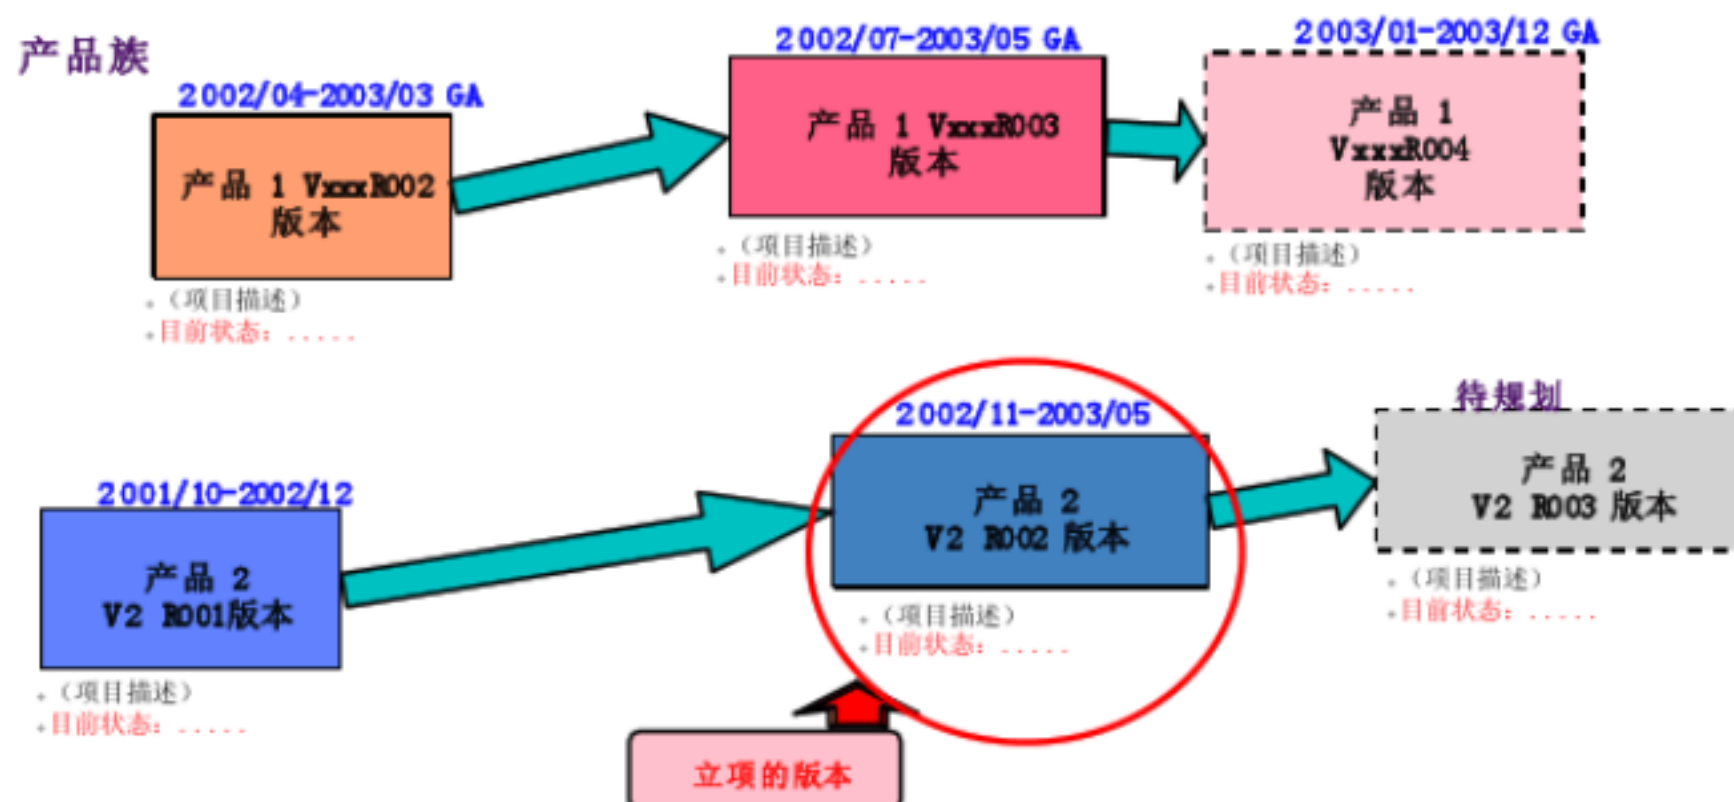 产品族
2002/04-2003/03 GA
产品 1 VxxxR002
版本
（项目描述）
目前状态：.....
2002/07-2003/05 GA
产品 1 VxxxR003
版本
（项目描述）
目前状态：.....
2003/01-2003/12 GA
产品 1
VxxxR004
版本
（项目描述）
目前状态：.....
2001/10-2002/12
产品 2
V2 R001版本
（项目描述）
目前状态：.....
2002/11-2003/05
产品 2
V2 R002 版本
（项目描述）
目前状态：.....
待规划
产品 2
V2 R003 版本
（项目描述）
目前状态：.....
立项的版本